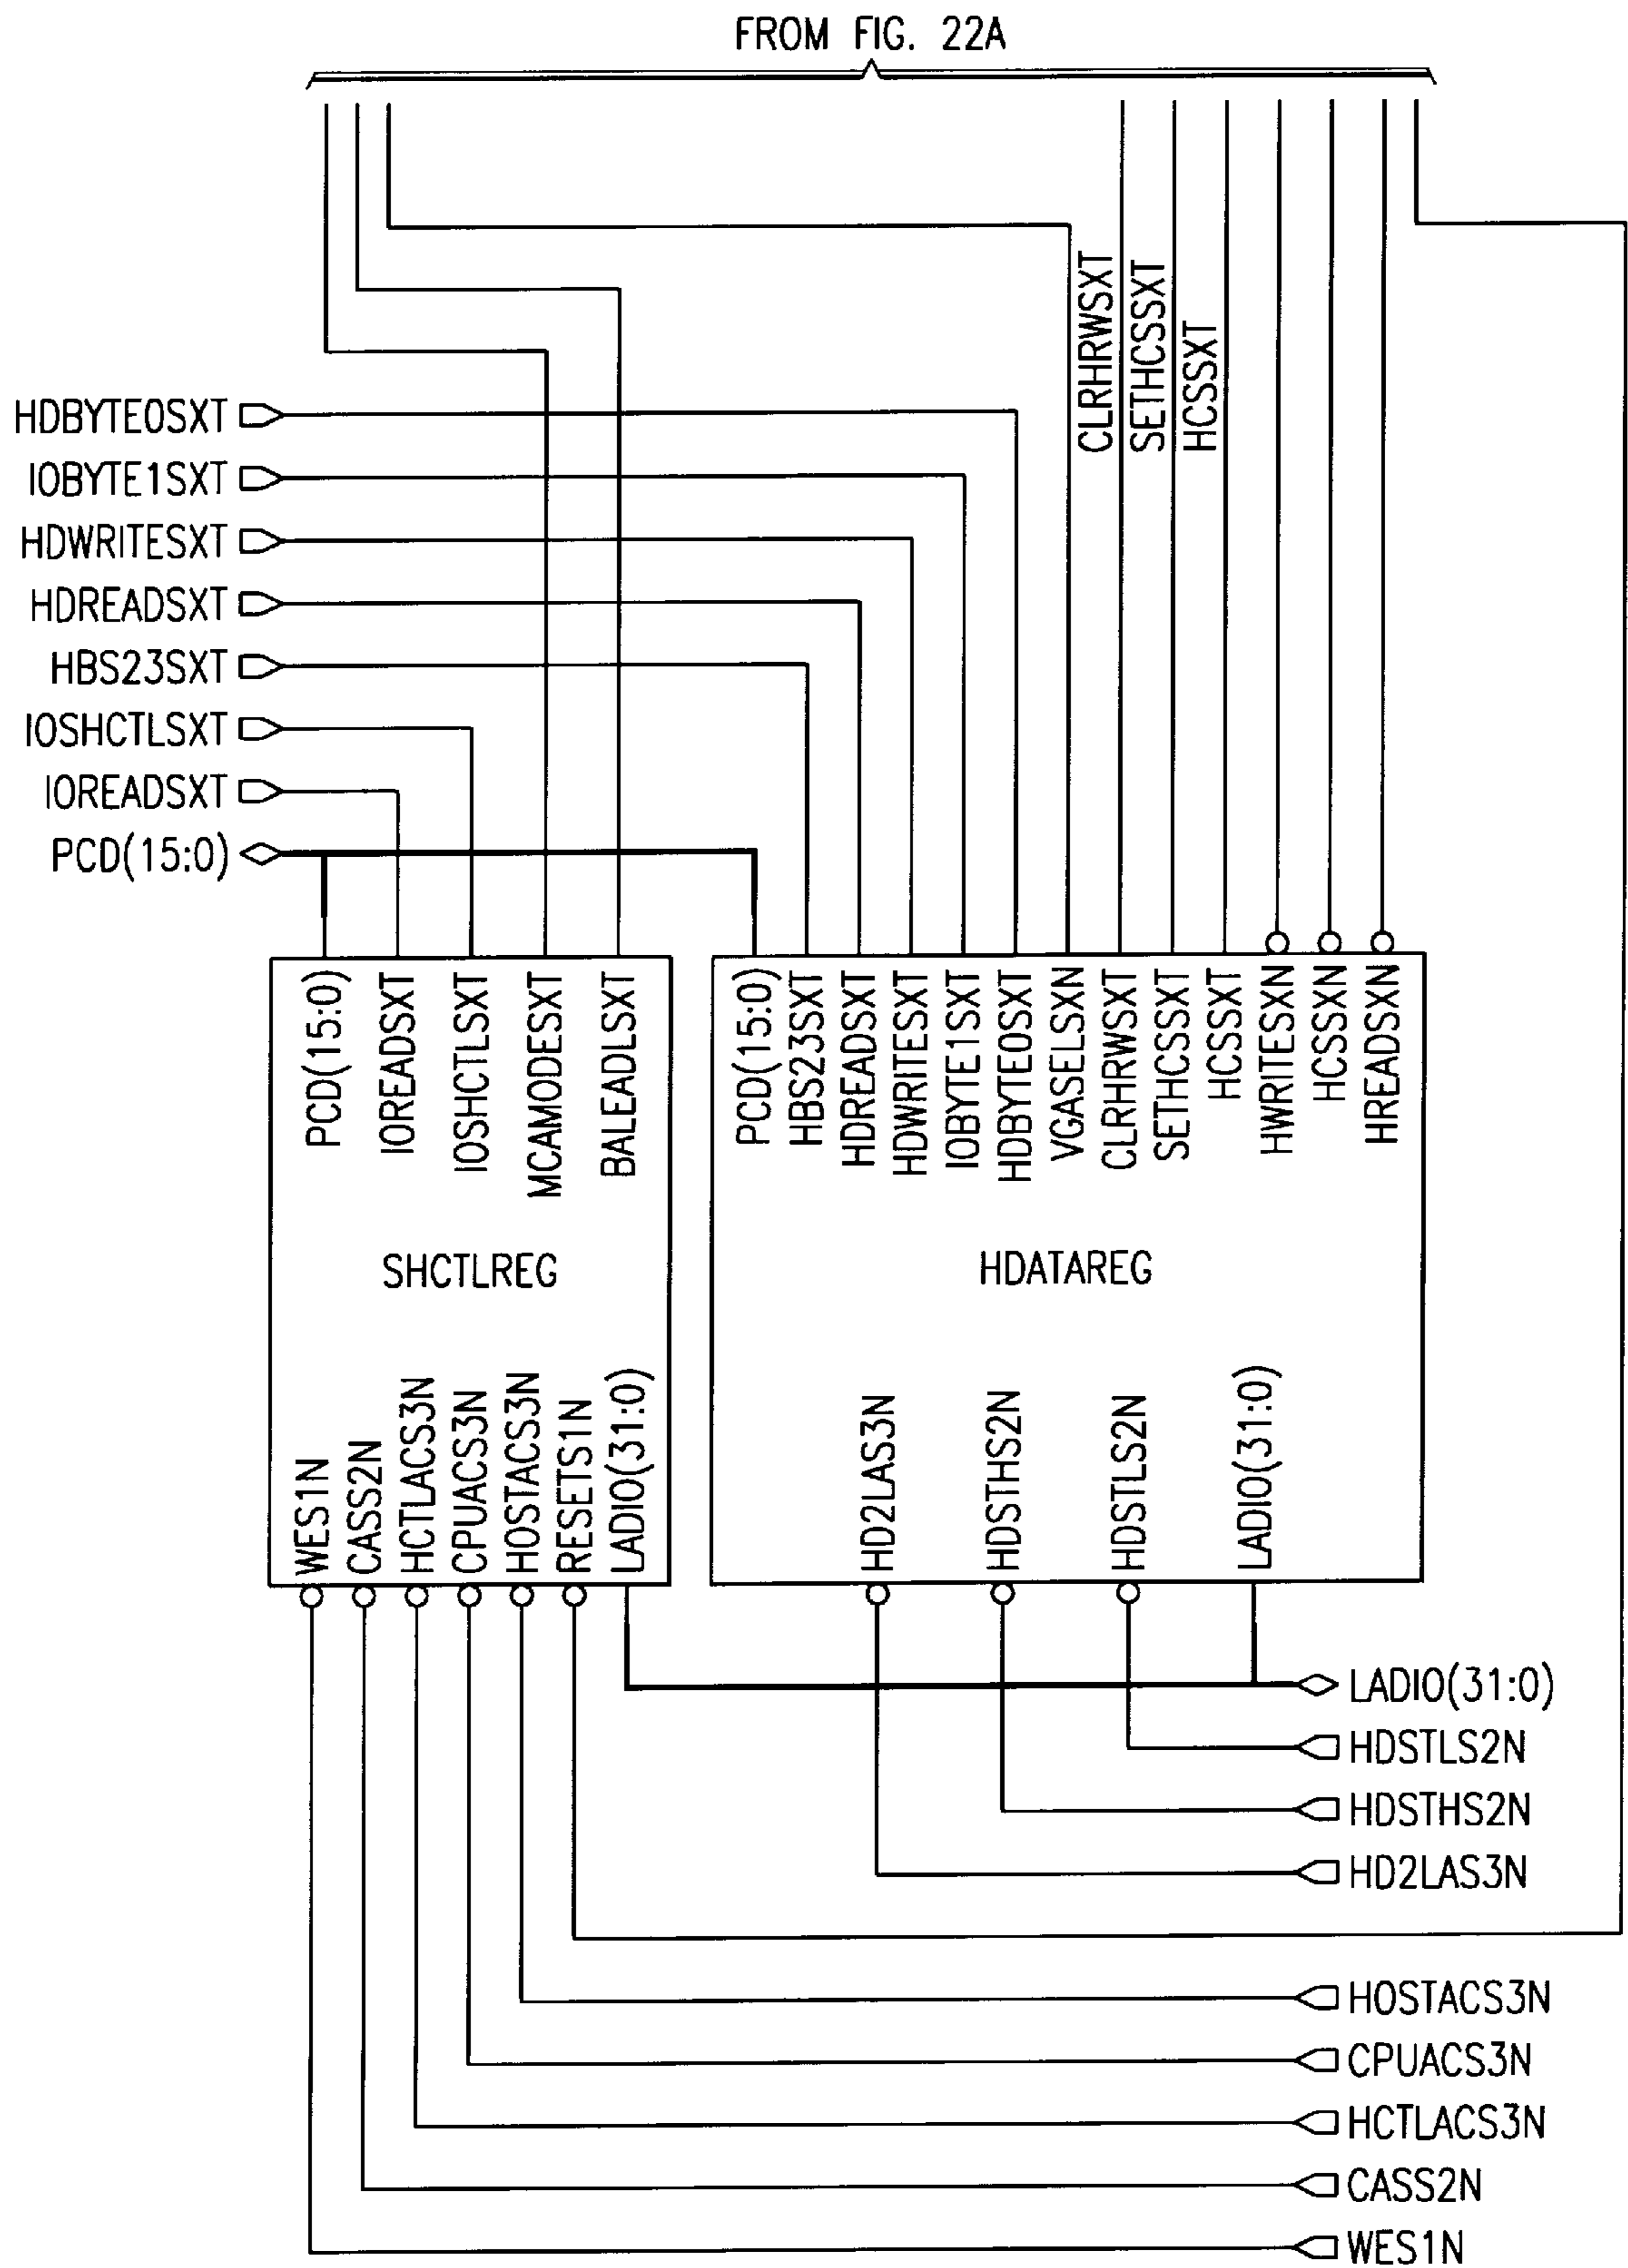 FROM FIG. 22A
CLRHRWSXT
SETHCSSXT
HCSSXT
HDBYTE0SXT
IOBYTE1SXT
HDWRITESXT
HDREADSXT
HBS23SXT
IOSHCTLSXT
IOREADSXT
PCD(15:0)
PCD(15:0)
IOREADSXT
IOSHCTLSXT
MCAMODESXT
BALEADLSXT
SHCTLREG
WES1N
CASS2N
HCTLACS3N
CPUACS3N
HOSTACS3N
RESETS1N
LADIO(31:0)
PCD(15:0)
HBS23SXT
HDREADSXT
HDWRITESXT
IOBYTE1SXT
HDBYTE0SXT
VGASELSXN
CLRHRWSXT
SETHCSSXT
HCSSXT
HWRITESXN
HCSSXN
HREADSXN
HDATAREG
HD2LAS3N
HDSTHS2N
HDSTLS2N
LADIO(31:0)
LADIO(31:0)
HDSTLS2N
HDSTHS2N
HD2LAS3N
HOSTACS3N
CPUACS3N
HCTLACS3N
CASS2N
WES1N